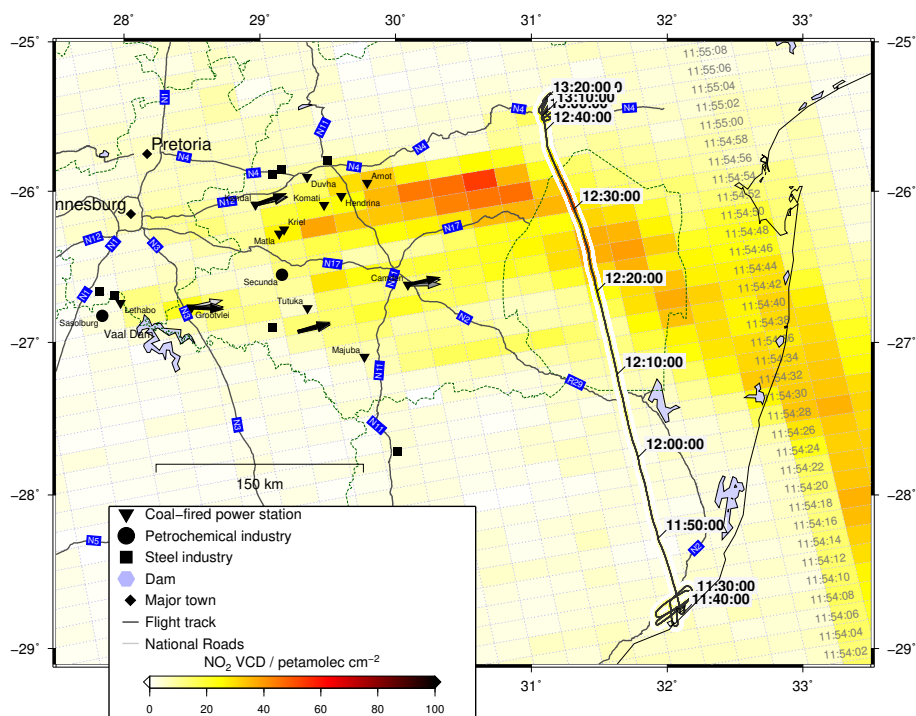 28˚ 29˚ 30˚ 31˚ 32˚ 33˚
−25˚ −25˚
11:55:08
11:55:06
11:55:04
11:55:02
11:55:00
11:54:58
11:54:56
11:54:54
11:54:52
11:54:50
11:54:48
11:54:46
11:54:44
11:54:42
11:54:40
11:54:38
11:54:36
11:54:34
11:54:32
11:54:30
11:54:28
11:54:26
11:54:24
11:54:22
11:54:20
11:54:18
11:54:16
11:54:14
11:54:12
11:54:10
11:54:08
11:54:06
11:54:04
11:54:02
13:20:00
13:10:00
12:40:00
12:30:00
12:20:00
12:10:00
12:00:00
11:50:00
11:30:00
11:40:00
N1
N11
N4
N4
N4
N4
N4
N4
Pretoria
−26˚ −26˚
nnesburg
Duvha
Arnot
Komati
Hendrina
Kriel
Matla
N12
N17
N17
N1
N3
N11
Secunda
Camden
Tutuka
Grootvlei
Lethabo
Sasolburg
Vaal Dam
N1
N3
N2
−27˚ −27˚
Majuba
N11
R29
N3
N11
−28˚ −28˚
150 km
N5
N2
−29˚ −29˚
Coal−fired power station
Petrochemical industry
Steel industry
Dam
Major town
Flight track
National Roads
NO2 VCD / petamolec cm−2
0 20 40 60 80 100
31˚ 32˚ 33˚